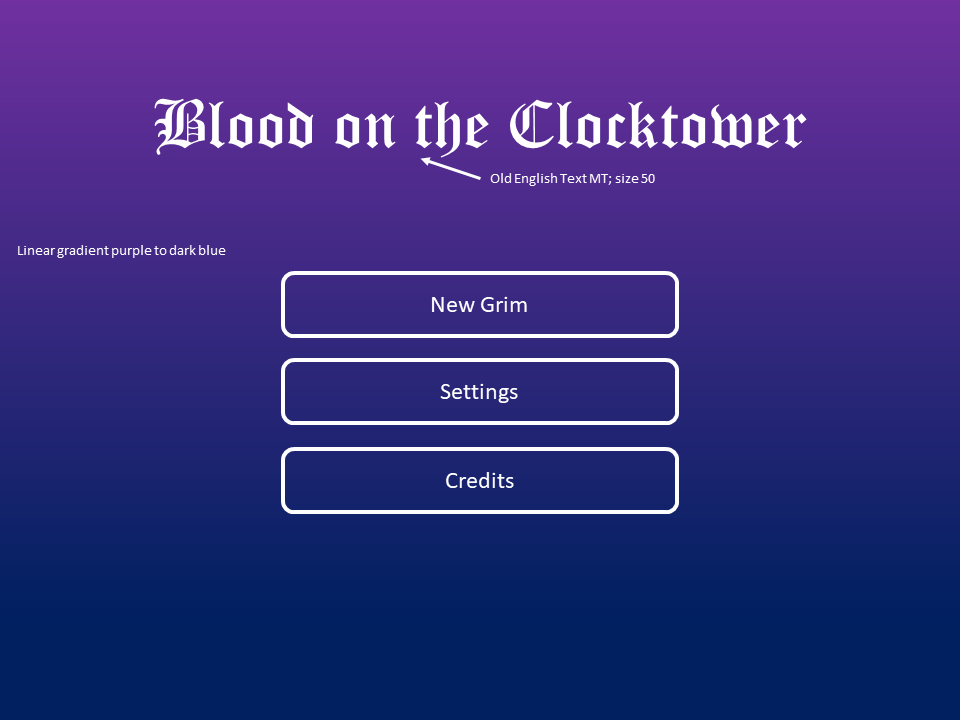 Blood on the Clocktower
Old English Text MT; size 50
Linear gradient purple to dark blue
New Grim
Settings
Credits